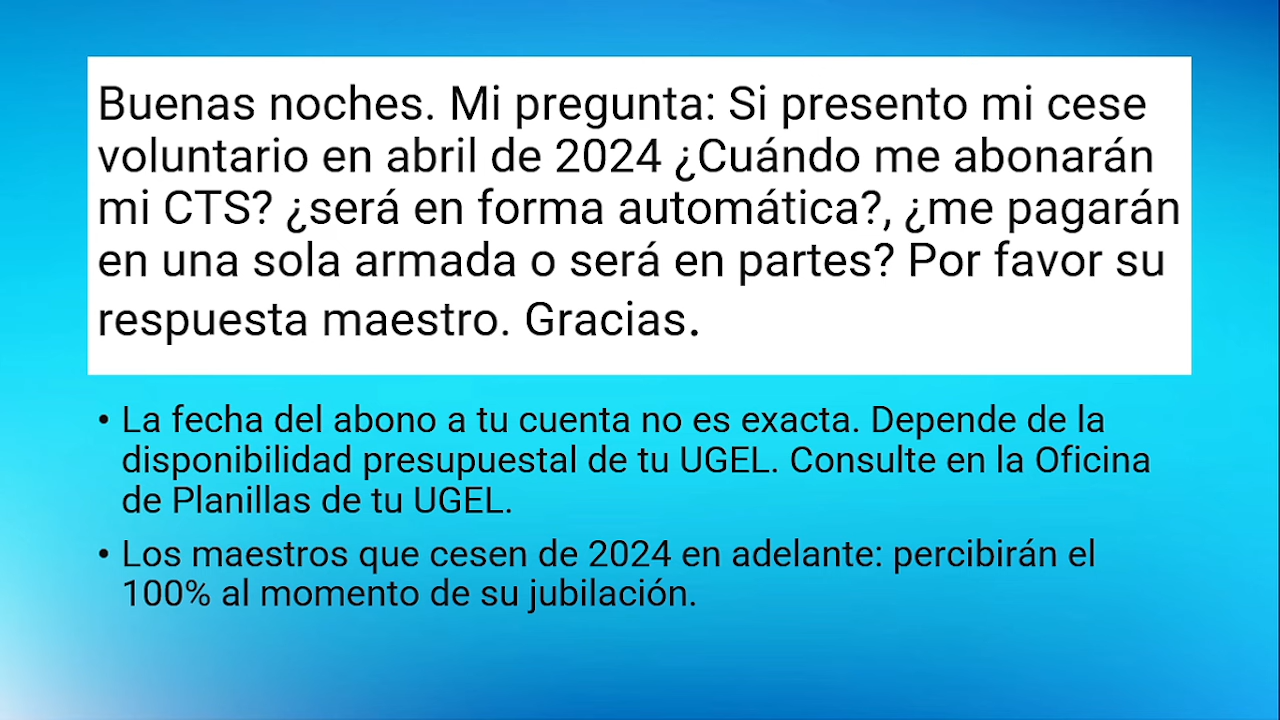 Buenas noches. Mi pregunta: Si presento mi cese
voluntario en abril de 2024 ¿Cuándo me abonarán
mi CTS? ¿será en forma automática?, ¿me pagarán
en una sola armada o será en partes? Por favor su
respuesta maestro. Gracias.
• La fecha del abono a tu cuenta no es exacta. Depende de la
disponibilidad presupuestal de tu UGEL. Consulte en la Oficina
de Planillas de tu UGEL.
• Los maestros que cesen de 2024 en adelante: percibirán el
100% al momento de su jubilación.